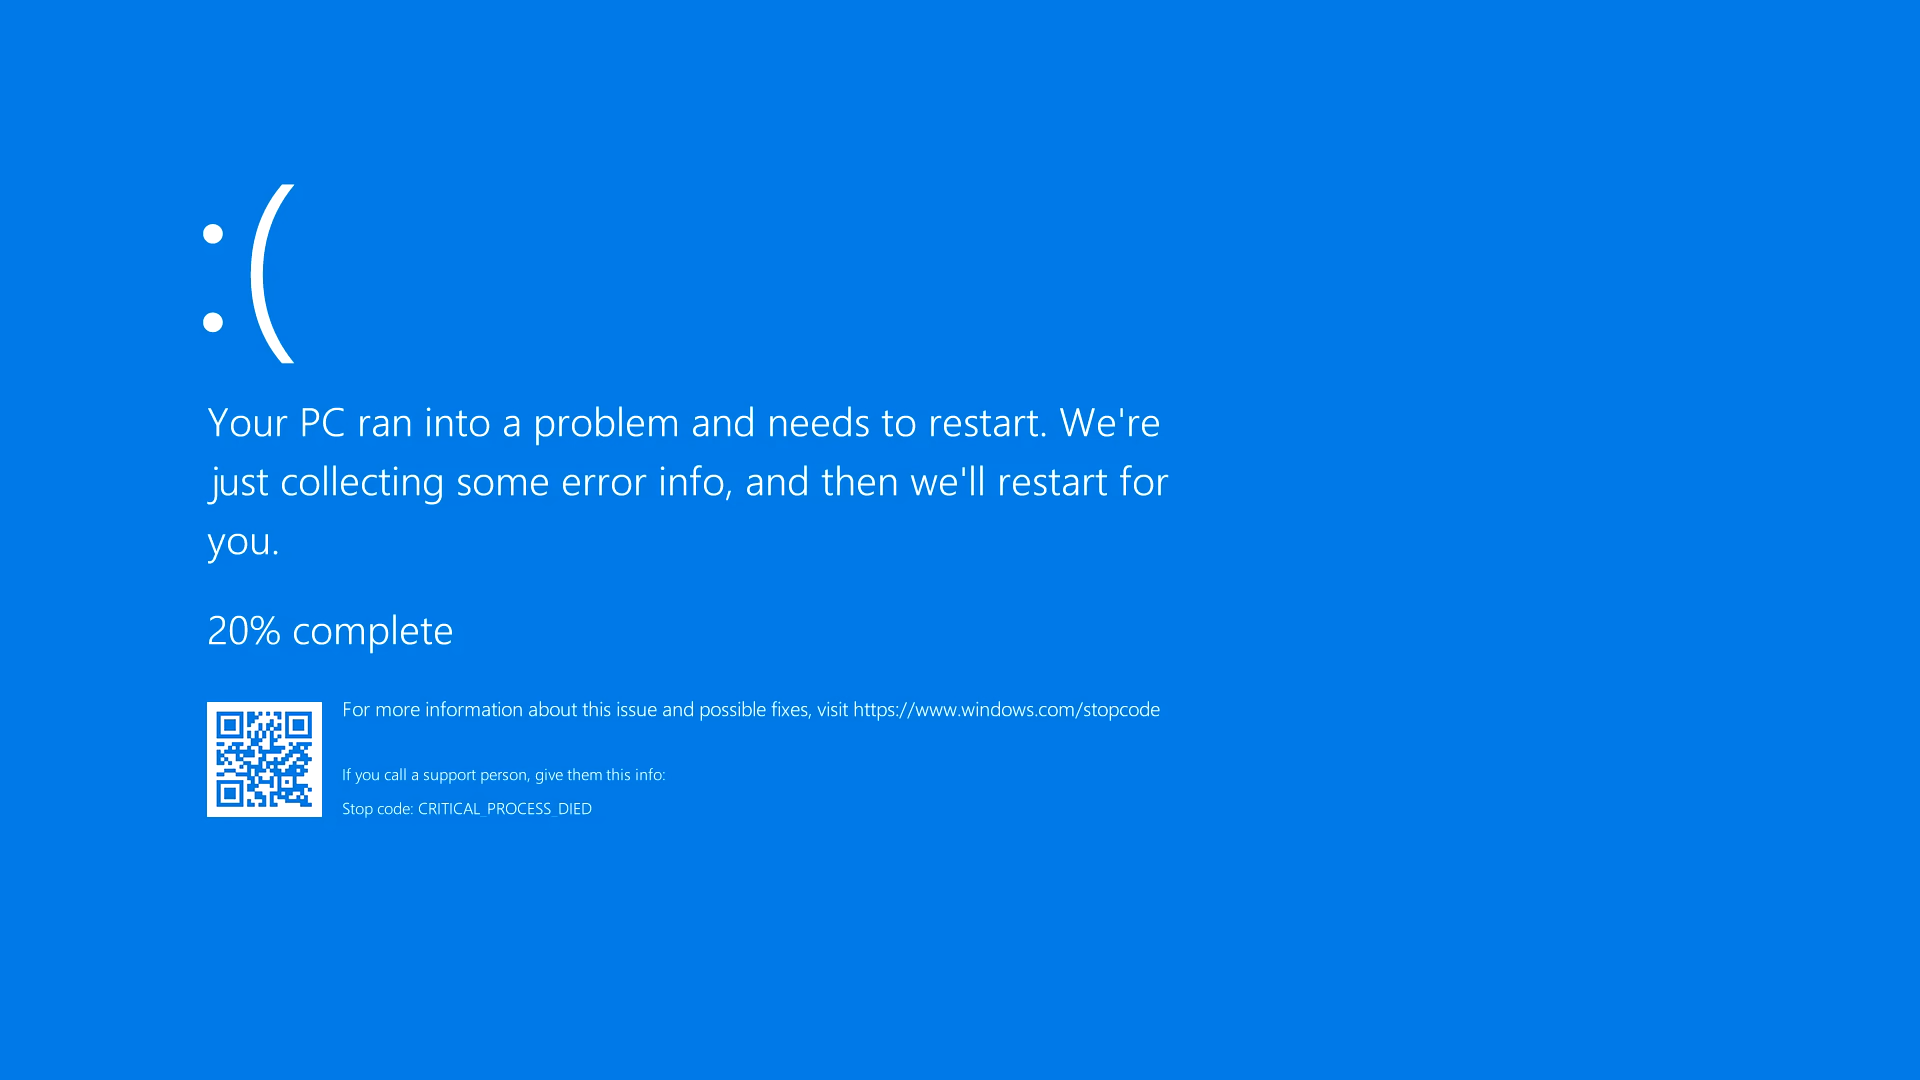 :(
Your PC ran into a problem and needs to restart. We're
just collecting some error info, and then we'll restart for
you.
20% complete
For more information about this issue and possible fixes, visit https://www.windows.com/stopcode
If you call a support person, give them this info:
Stop code: CRITICAL_PROCESS_DIED